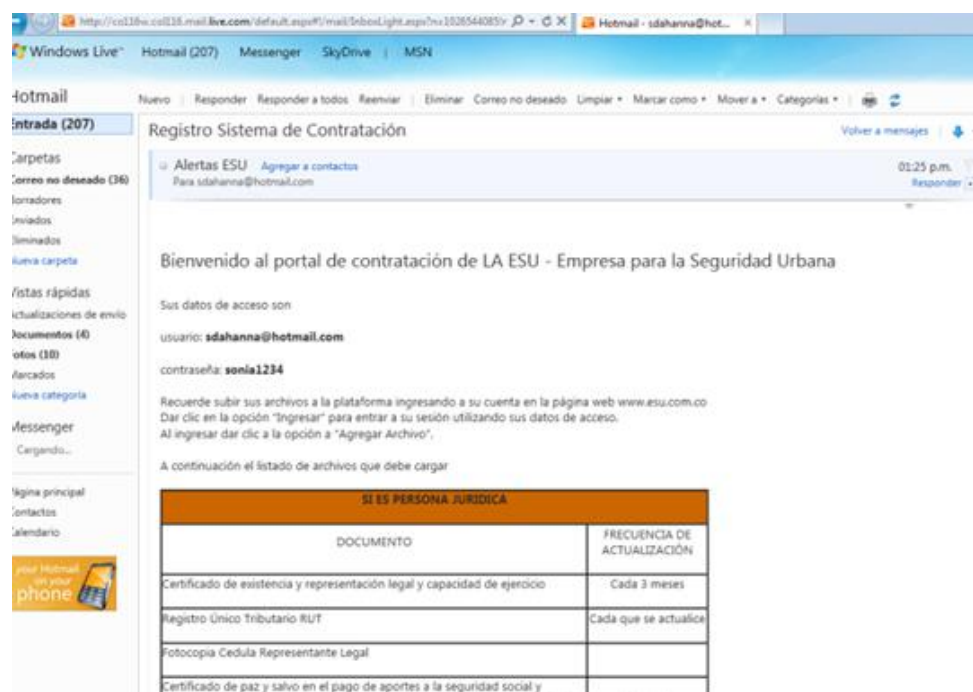 http://co116w.col116.mail.live.com/default.aspx#!/mail/InboxLight.aspx?n=1026544085!
Hotmail - sdahanna@hot...
Windows Live
Hotmail (207) Messenger SkyDrive | MSN
Hotmail
Nuevo | Responder Responder a todos Reenviar | Eliminar Correo no deseado Limpiar Marcar como Mover a Categorías
Entrada (207)
Registro Sistema de Contratación
Volver a mensajes
Carpetas
Correo no deseado (36)
Borradores
Enviados
Eliminados
Nueva carpeta
Alertas ESU Agregar a contactos
01:25 p.m.
Para sdahanna@hotmail.com
Responder
Bienvenido al portal de contratación de LA ESU - Empresa para la Seguridad Urbana
Vistas rápidas
Actualizaciones de envío
Documentos (4)
Fotos (10)
Marcados
Nueva categoría
Sus datos de acceso son
usuario: sdahanna@hotmail.com
contraseña: sonia1234
Recuerde subir sus archivos a la plataforma ingresando a su cuenta en la página web www.esu.com.co
Dar clic en la opción "Ingresar" para entrar a su sesión utilizando sus datos de acceso.
Al ingresar dar clic a la opción a "Agregar Archivo".
Messenger
Cargando...
A continuación el listado de archivos que debe cargar
Página principal
Contactos
Calendario
your Hotmail
on your
phone
SI ES PERSONA JURIDICA
DOCUMENTO
FRECUENCIA DE
ACTUALIZACIÓN
Certificado de existencia y representación legal y capacidad de ejercicio Cada 3 meses
Registro Único Tributario RUT Cada que se actualice
Fotocopia Cedula Representante Legal
Certificado de paz y salvo en el pago de aportes a la seguridad social y